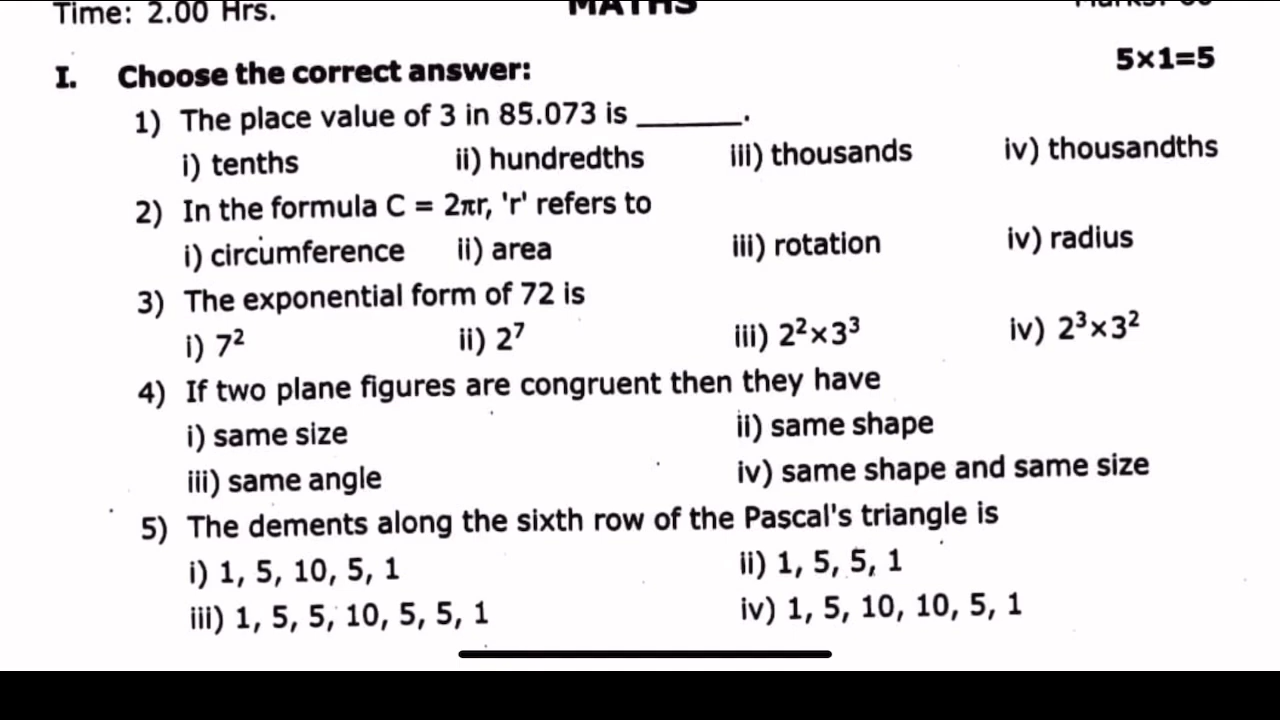 Time: 2.00 Hrs. MATHS
I. Choose the correct answer: 5×1=5
1) The place value of 3 in 85.073 is _______.
i) tenths ii) hundredths iii) thousands iv) thousandths
2) In the formula C = 2πr, 'r' refers to
i) circumference ii) area iii) rotation iv) radius
3) The exponential form of 72 is
i) 7² ii) 2⁷ iii) 2²×3³ iv) 2³×3²
4) If two plane figures are congruent then they have
i) same size ii) same shape
iii) same angle iv) same shape and same size
5) The dements along the sixth row of the Pascal's triangle is
i) 1, 5, 10, 5, 1 ii) 1, 5, 5, 1
iii) 1, 5, 5, 10, 5, 5, 1 iv) 1, 5, 10, 10, 5, 1